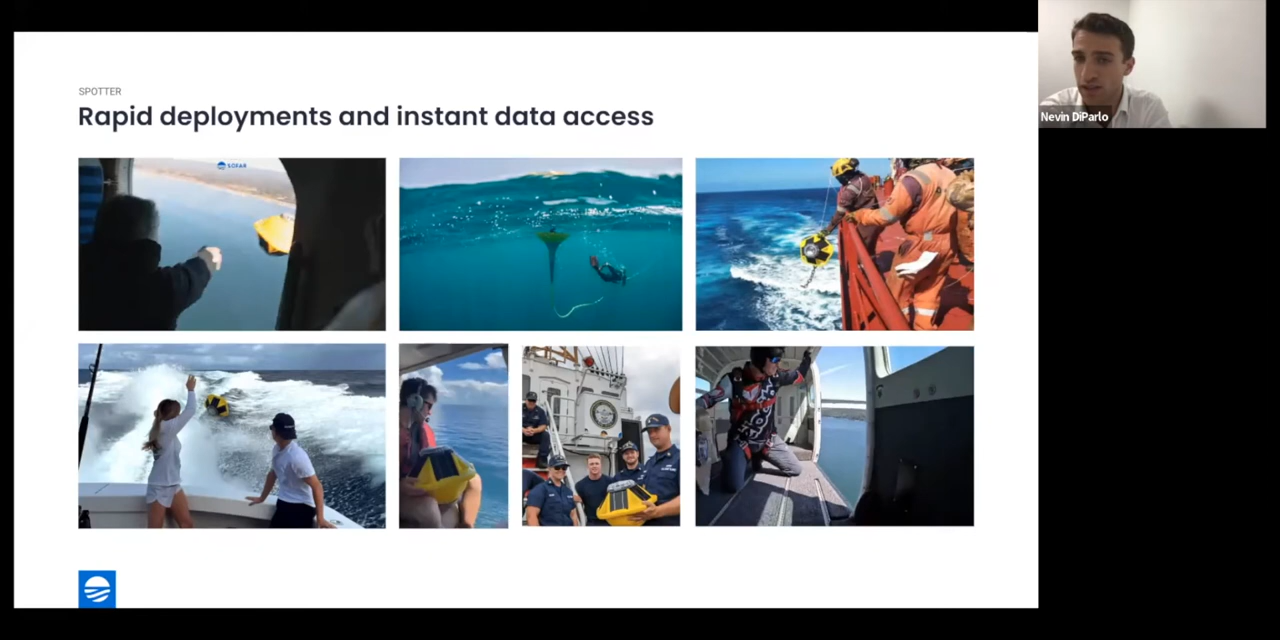 SPOTTER
Rapid deployments and instant data access
SOFAR
Nevin DiParlo